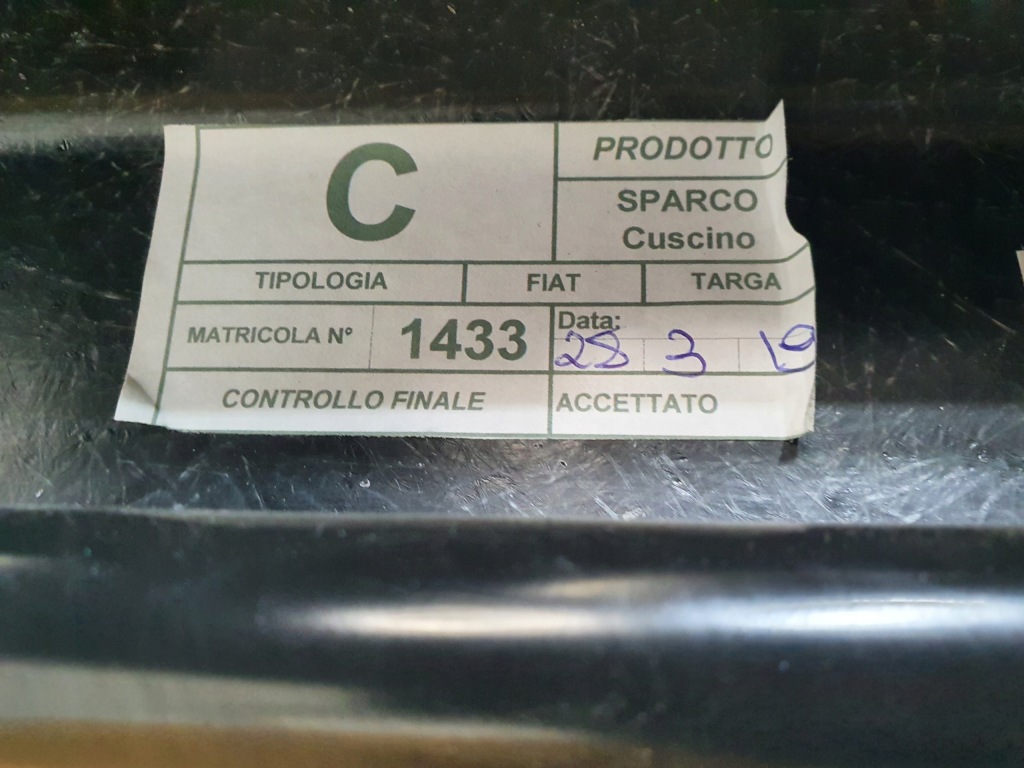 C
PRODOTTO
SPARCO
Cuscino
TIPOLOGIA FIAT TARGA
MATRICOLA N° 1433
Data:
28 3 19
CONTROLLO FINALE ACCETTATO